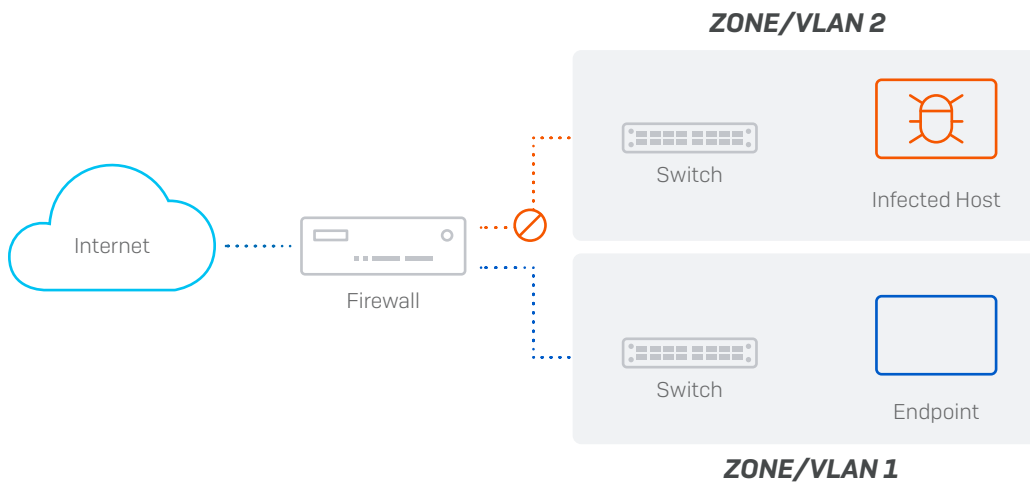 ZONE/VLAN 2
Switch
Infected Host
Internet
Firewall
Switch
Endpoint
ZONE/VLAN 1